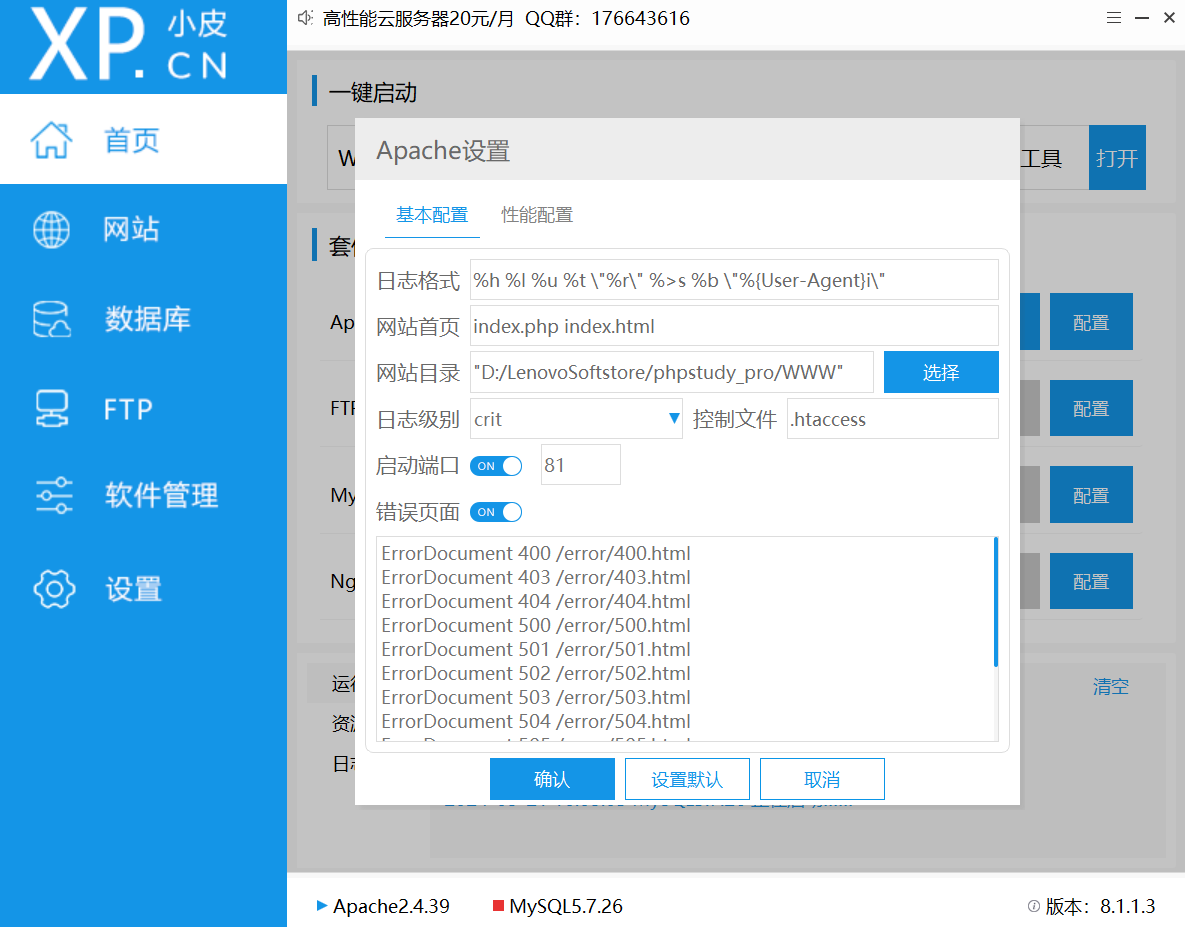 XP.CN 小皮
高性能云服务器20元/月 QQ群：176643616
首页
网站
数据库
FTP
软件管理
设置
一键启动
W
工具
打开
套
Ap
配置
FTP
配置
My
配置
Ng
配置
运行
资源
日志
清空
Apache设置
基本配置
性能配置
日志格式 %h %l %u %t \"%r\" %>s %b \"%{User-Agent}i\"
网站首页 index.php index.html
网站目录 "D:/LenovoSoftstore/phpstudy_pro/WWW" 选择
日志级别 crit 控制文件 .htaccess
启动端口 ON 81
错误页面 ON
ErrorDocument 400 /error/400.html
ErrorDocument 403 /error/403.html
ErrorDocument 404 /error/404.html
ErrorDocument 500 /error/500.html
ErrorDocument 501 /error/501.html
ErrorDocument 502 /error/502.html
ErrorDocument 503 /error/503.html
ErrorDocument 504 /error/504.html
ErrorDocument 505 /error/505.html
确认
设置默认
取消
Apache2.4.39
MySQL5.7.26
版本：8.1.1.3